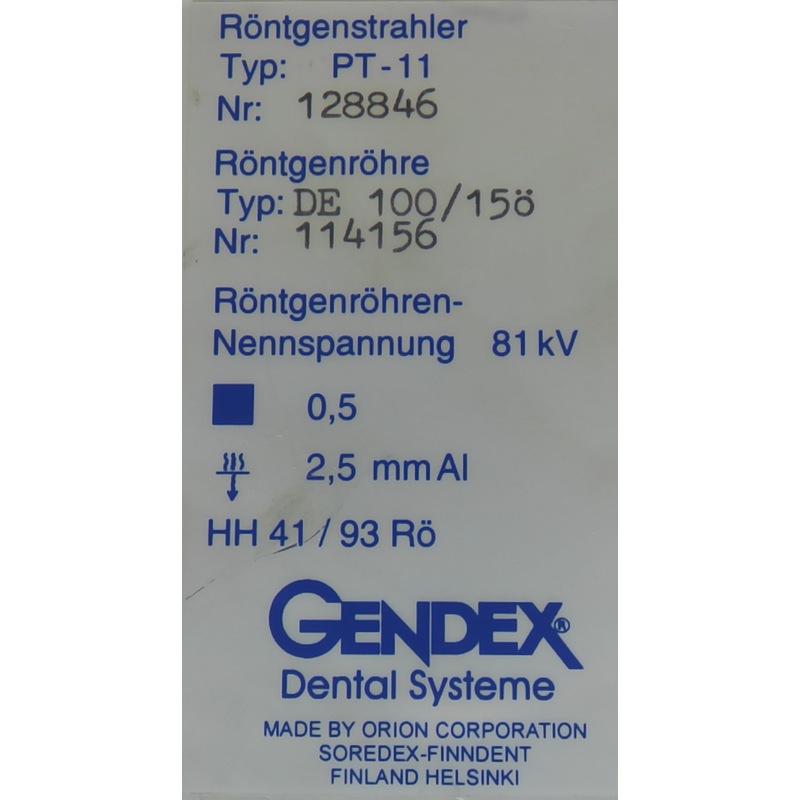 Röntgenstrahler
Typ: PT-11
Nr: 128846
Röntgenröhre
Typ: DE 100/15ö
Nr: 114156
Röntgenröhren-
Nennspannung 81 kV
0,5
2,5 mm Al
HH 41 / 93 Rö
GENDEX®
Dental Systeme
MADE BY ORION CORPORATION
SOREDEX-FINNDENT
FINLAND HELSINKI